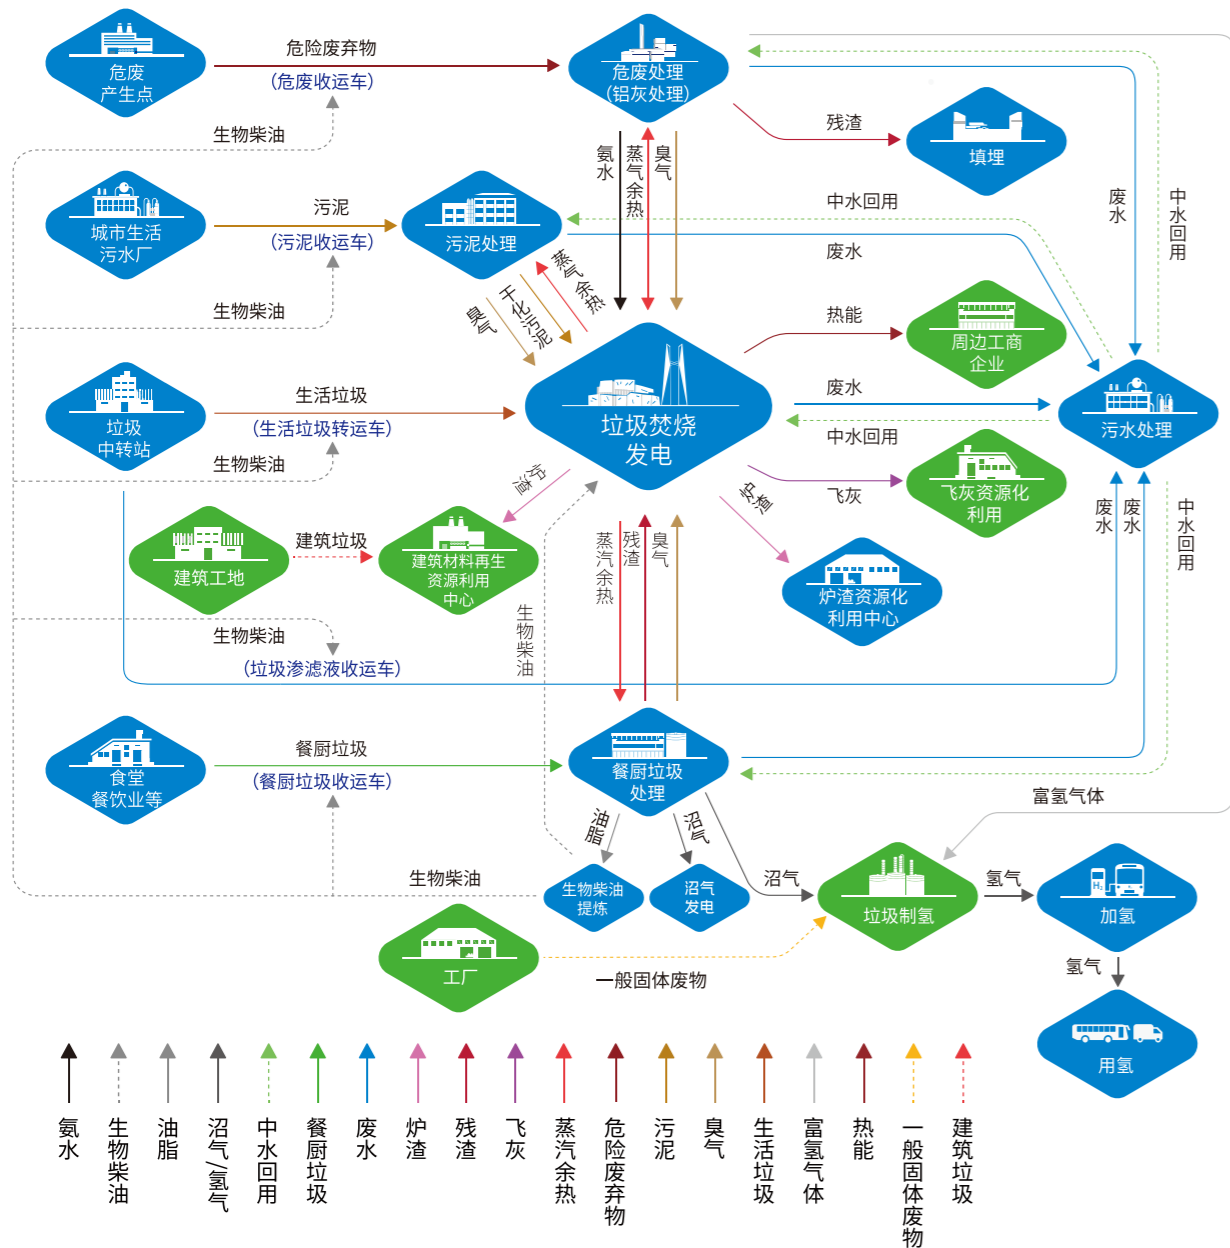 危废
产生点
危险废弃物
(危废收运车)
生物柴油
危废处理
(铝灰处理)
残渣
填埋
氨水
蒸气余热
臭气
废水
中水回用
城市生活
污水厂
污泥
(污泥收运车)
生物柴油
污泥处理
中水回用
废水
臭气
干化污泥
蒸气余热
热能
周边工商
企业
垃圾
中转站
生活垃圾
(生活垃圾转运车)
生物柴油
垃圾焚烧
发电
废水
中水回用
污水处理
飞灰
飞灰资源化
利用
炉渣
炉渣
废水
废水
中水回用
建筑工地
建筑垃圾
建筑材料再生
资源利用
中心
炉渣资源化
利用中心
蒸汽余热
残渣
臭气
生物柴油
生物柴油
(垃圾渗滤液收运车)
食堂
餐饮业等
餐厨垃圾
(餐厨垃圾收运车)
餐厨垃圾
处理
油脂
沼气
富氢气体
生物柴油
生物柴油
提炼
沼气
发电
沼气
垃圾制氢
氢气
H₂
加氢
工厂
一般固体废物
氢气
用氢
氨水
生物柴油
油脂
沼气/氢气
中水回用
餐厨垃圾
废水
炉渣
残渣
飞灰
蒸汽余热
危险废弃物
污泥
臭气
生活垃圾
富氢气体
热能
一般固体废物
建筑垃圾